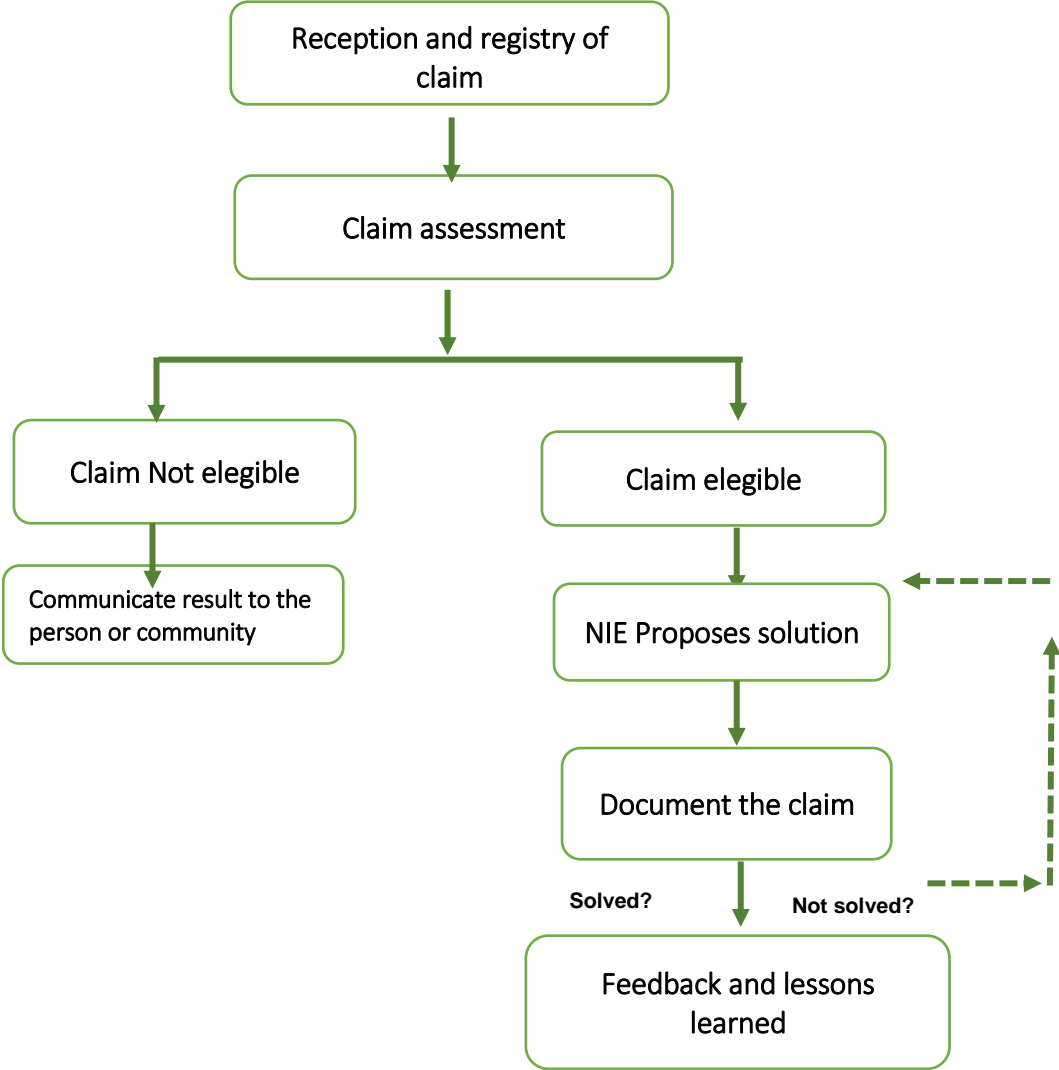 Reception and registry of
claim
Claim assessment
Claim Not elegible
Claim elegible
Communicate result to the
person or community
NIE Proposes solution
Document the claim
Solved?
Not solved?
Feedback and lessons
learned